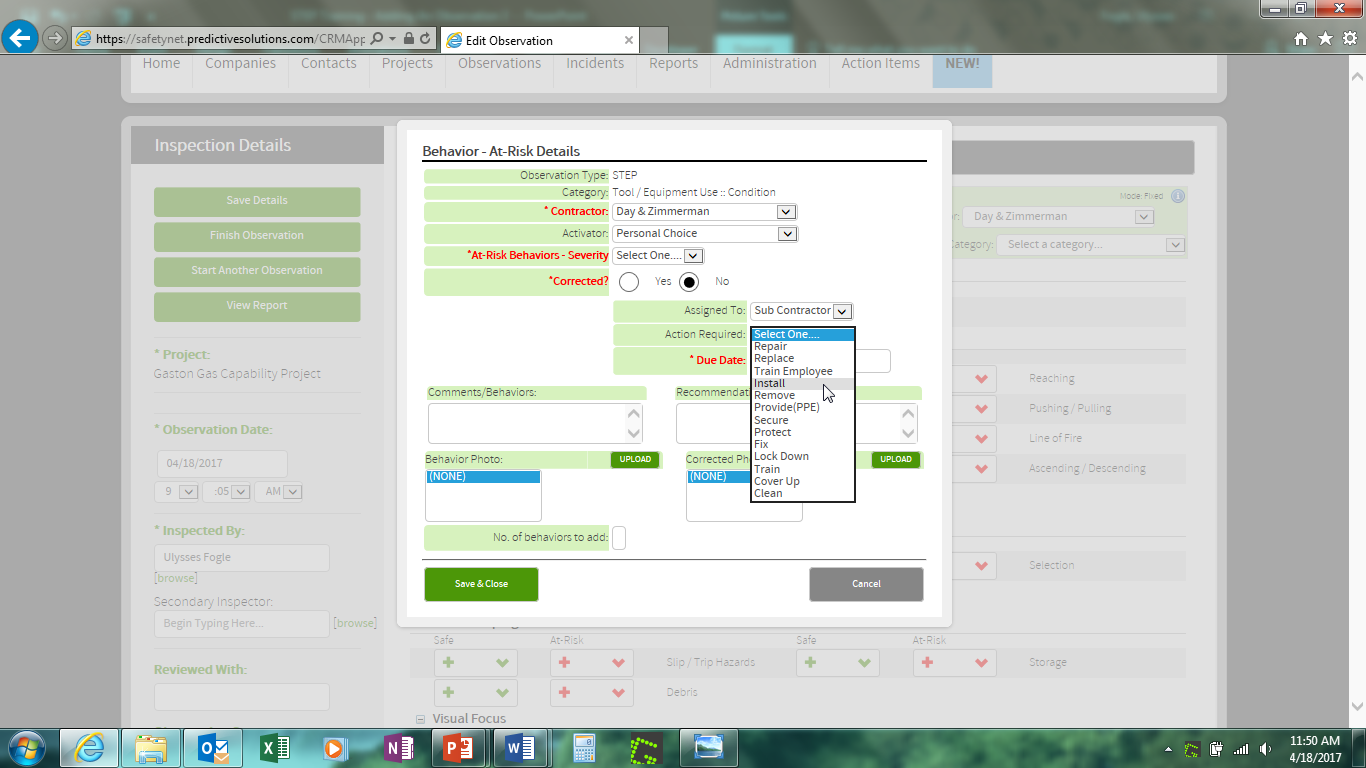 https://safetynet.predictivesolutions.com/CRMApp
Edit Observation
Home Companies Contacts Projects Observations Incidents Reports Administration Action Items NEW!
Inspection Details
Save Details
Finish Observation
Start Another Observation
View Report
* Project:
Gaston Gas Capability Project
* Observation Date:
04/18/2017
9 :05 AM
* Inspected By:
Ulysses Fogle
[browse]
Secondary Inspector:
Begin Typing Here... [browse]
Reviewed With:
Behavior - At-Risk Details
Observation Type: STEP
Category: Tool / Equipment Use :: Condition
* Contractor: Day & Zimmerman
Activator: Personal Choice
*At-Risk Behaviors - Severity Select One....
*Corrected? Yes No
Assigned To: Sub Contractor
Action Required:
* Due Date:
Select One....
Repair
Replace
Train Employee
Install
Remove
Provide(PPE)
Secure
Protect
Fix
Lock Down
Train
Cover Up
Clean
Comments/Behaviors:
Behavior Photo: UPLOAD
(NONE)
UPLOAD
(NONE)
No. of behaviors to add:
Save & Close Cancel
Mode: Fixed
Day & Zimmerman
Category: Select a category...
Reaching
Pushing / Pulling
Line of Fire
Ascending / Descending
Selection
Safe At-Risk Safe At-Risk
Slip / Trip Hazards Storage
Debris
Visual Focus
11:50 AM
4/18/2017